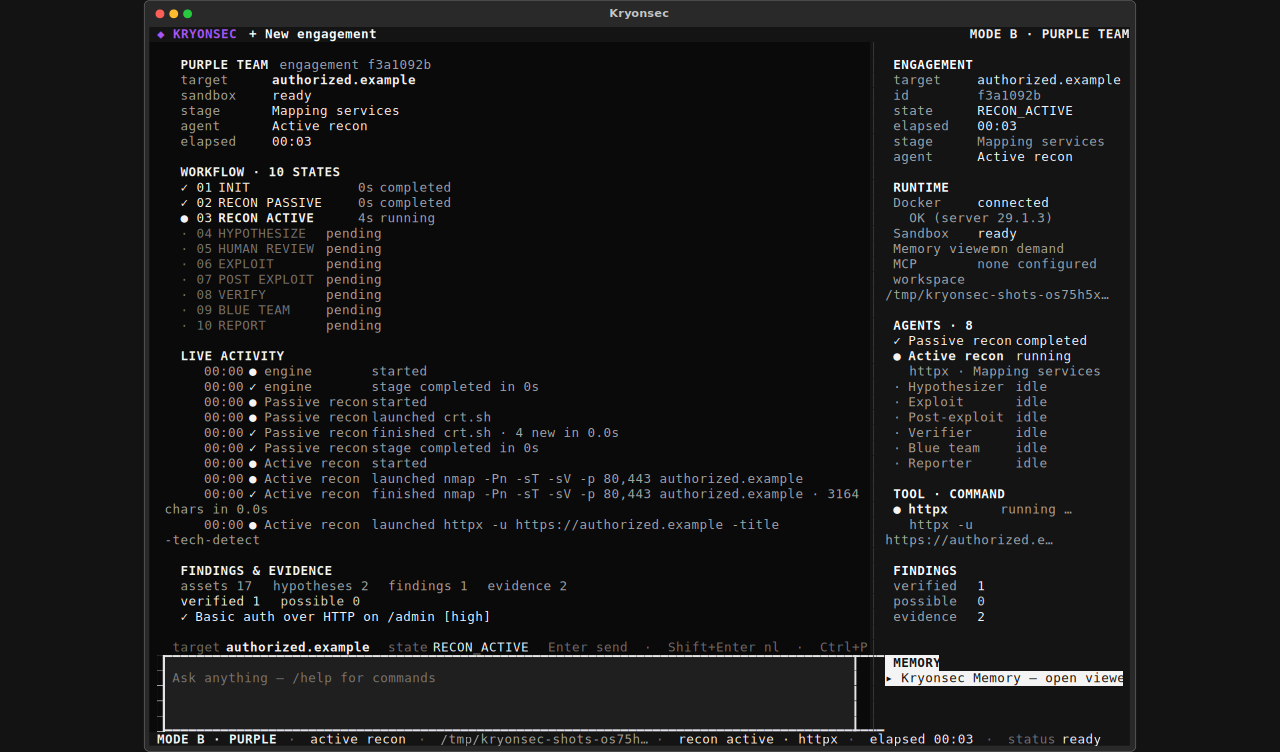 Kryonsec
◆ KRYONSEC + New engagement
MODE B · PURPLE TEAM
PURPLE TEAM engagement f3a1092b
target authorized.example
sandbox ready
stage Mapping services
agent Active recon
elapsed 00:03
WORKFLOW · 10 STATES
✓ 01 INIT 0s completed
✓ 02 RECON PASSIVE 0s completed
● 03 RECON ACTIVE 4s running
· 04 HYPOTHESIZE pending
· 05 HUMAN REVIEW pending
· 06 EXPLOIT pending
· 07 POST EXPLOIT pending
· 08 VERIFY pending
· 09 BLUE TEAM pending
· 10 REPORT pending
LIVE ACTIVITY
00:00 ● engine started
00:00 ✓ engine stage completed in 0s
00:00 ● Passive recon started
00:00 ● Passive recon launched crt.sh
00:00 ✓ Passive recon finished crt.sh · 4 new in 0.0s
00:00 ✓ Passive recon stage completed in 0s
00:00 ● Active recon started
00:00 ● Active recon launched nmap -Pn -sT -sV -p 80,443 authorized.example
00:00 ✓ Active recon finished nmap -Pn -sT -sV -p 80,443 authorized.example · 3164
chars in 0.0s
00:00 ● Active recon launched httpx -u https://authorized.example -title
-tech-detect
FINDINGS & EVIDENCE
assets 17 hypotheses 2 findings 1 evidence 2
verified 1 possible 0
✓ Basic auth over HTTP on /admin [high]
target authorized.example state RECON_ACTIVE Enter send · Shift+Enter nl · Ctrl+P
Ask anything — /help for commands
ENGAGEMENT
target authorized.example
id f3a1092b
state RECON_ACTIVE
elapsed 00:03
stage Mapping services
agent Active recon
RUNTIME
Docker connected
OK (server 29.1.3)
Sandbox ready
Memory viewer on demand
MCP none configured
workspace
/tmp/kryonsec-shots-os75h5x…
AGENTS · 8
✓ Passive recon completed
● Active recon running
httpx · Mapping services
· Hypothesizer idle
· Exploit idle
· Post-exploit idle
· Verifier idle
· Blue team idle
· Reporter idle
TOOL · COMMAND
● httpx running …
httpx -u
https://authorized.e…
FINDINGS
verified 1
possible 0
evidence 2
MEMORY
▸ Kryonsec Memory — open viewe
MODE B · PURPLE · active recon · /tmp/kryonsec-shots-os75h… · recon active · httpx · elapsed 00:03 · status ready